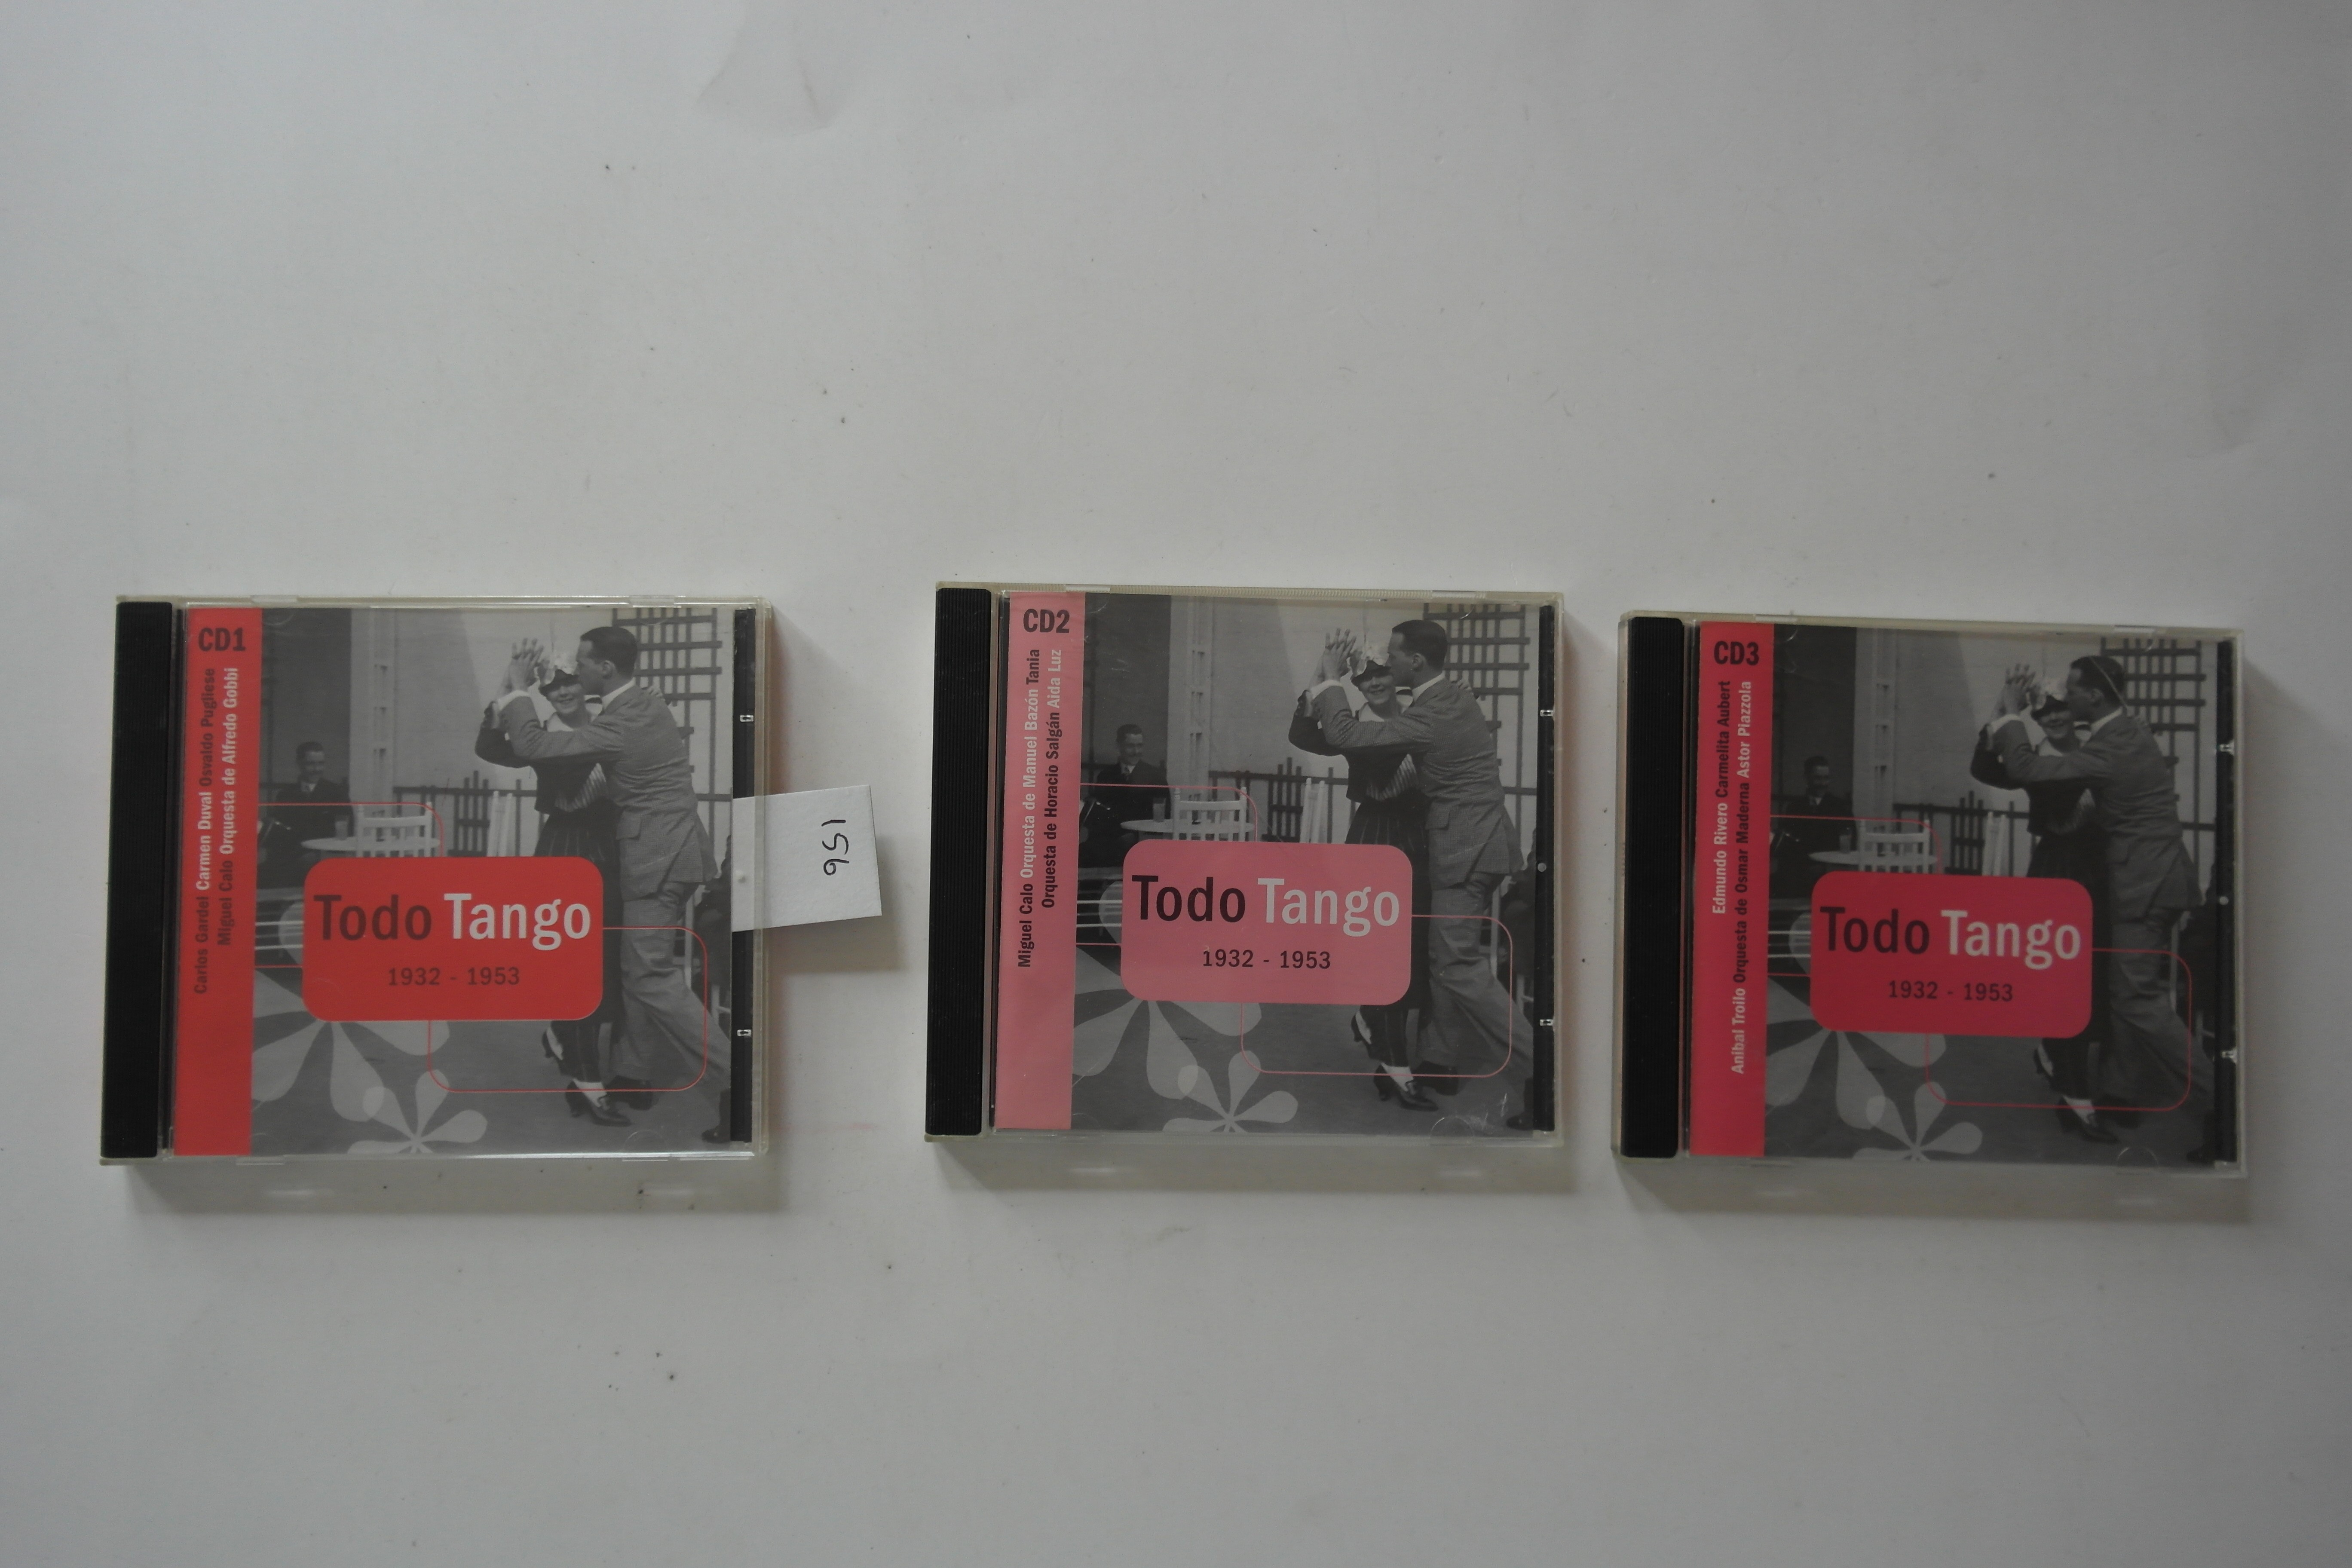 CD1
Carlos Gardel Carmen Duval Osvaldo Pugliese
Miguel Calo Orquesta de Alfredo Gobbi
Todo Tango
1932 - 1953
156
CD2
Miguel Calo Orquesta de Manuel Bazón Tania
Orquesta de Horacio Salgán Aida Luz
Todo Tango
1932 - 1953
CD3
Edmundo Rivero Carmelita Aubert
Anibal Troilo Orquesta de Osmar Maderna Astor Piazzola
Todo Tango
1932 - 1953